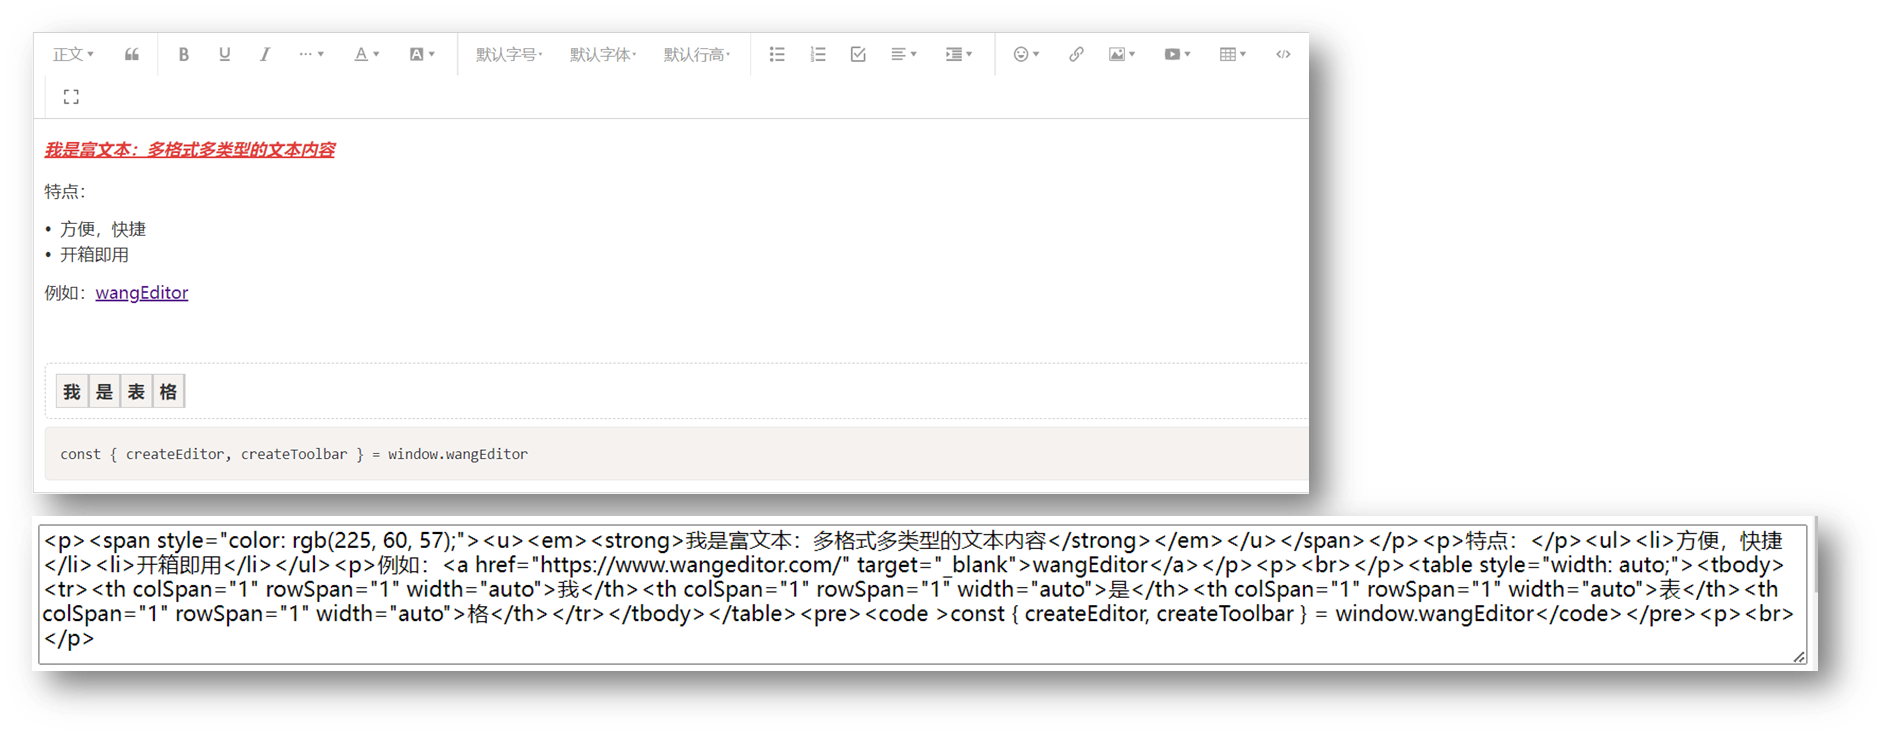 正文 B U I ··· A A 默认字号 默认字体 默认行高
我是富文本：多格式多类型的文本内容
特点：
• 方便，快捷
• 开箱即用
例如：wangEditor
我 是 表 格
const { createEditor, createToolbar } = window.wangEditor
<p><span style="color: rgb(225, 60, 57);"><u><em><strong>我是富文本：多格式多类型的文本内容</strong></em></u></span></p><p>特点：</p><ul><li>方便，快捷
</li><li>开箱即用</li></ul><p>例如：<a href="https://www.wangeditor.com/" target="_blank">wangEditor</a></p><p><br></p><table style="width: auto;"><tbody>
<tr><th colSpan="1" rowSpan="1" width="auto">我</th><th colSpan="1" rowSpan="1" width="auto">是</th><th colSpan="1" rowSpan="1" width="auto">表</th><th
colSpan="1" rowSpan="1" width="auto">格</th></tr></tbody></table><pre><code >const { createEditor, createToolbar } = window.wangEditor</code></pre><p><br>
</p>